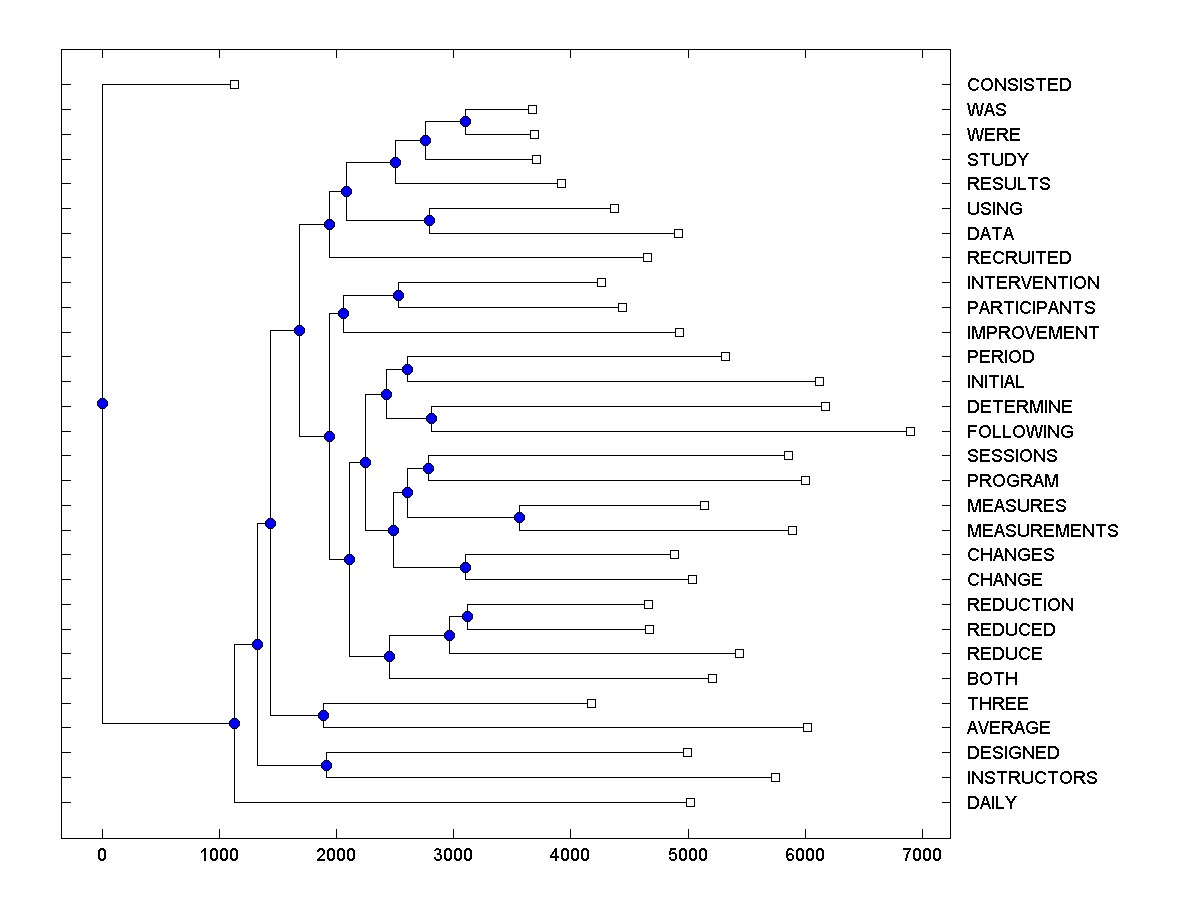 CONSISTED
WAS
WERE
STUDY
RESULTS
USING
DATA
RECRUITED
INTERVENTION
PARTICIPANTS
IMPROVEMENT
PERIOD
INITIAL
DETERMINE
FOLLOWING
SESSIONS
PROGRAM
MEASURES
MEASUREMENTS
CHANGES
CHANGE
REDUCTION
REDUCED
REDUCE
BOTH
THREE
AVERAGE
DESIGNED
INSTRUCTORS
DAILY
0 1000 2000 3000 4000 5000 6000 7000